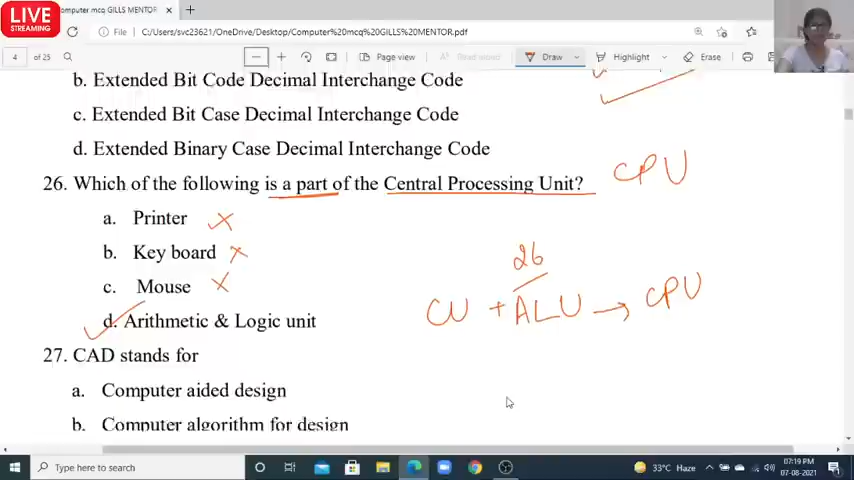 LIVE
STREAMING
Computer mcq GILLS MENTOR.pdf
File
C:/Users/svc23621/OneDrive/Desktop/Computer%20mcq%20GILLS%20MENTOR.pdf
4 of 25
Page view
Read aloud
Draw
Highlight
Erase
b. Extended Bit Code Decimal Interchange Code
c. Extended Bit Case Decimal Interchange Code
d. Extended Binary Case Decimal Interchange Code
26. Which of the following is a part of the Central Processing Unit?
CPU
a. Printer
b. Key board
c. Mouse
26
CU + ALU → CPU
d. Arithmetic & Logic unit
27. CAD stands for
a. Computer aided design
b. Computer algorithm for design
Type here to search
33°C Haze
07:19 PM
07-08-2021